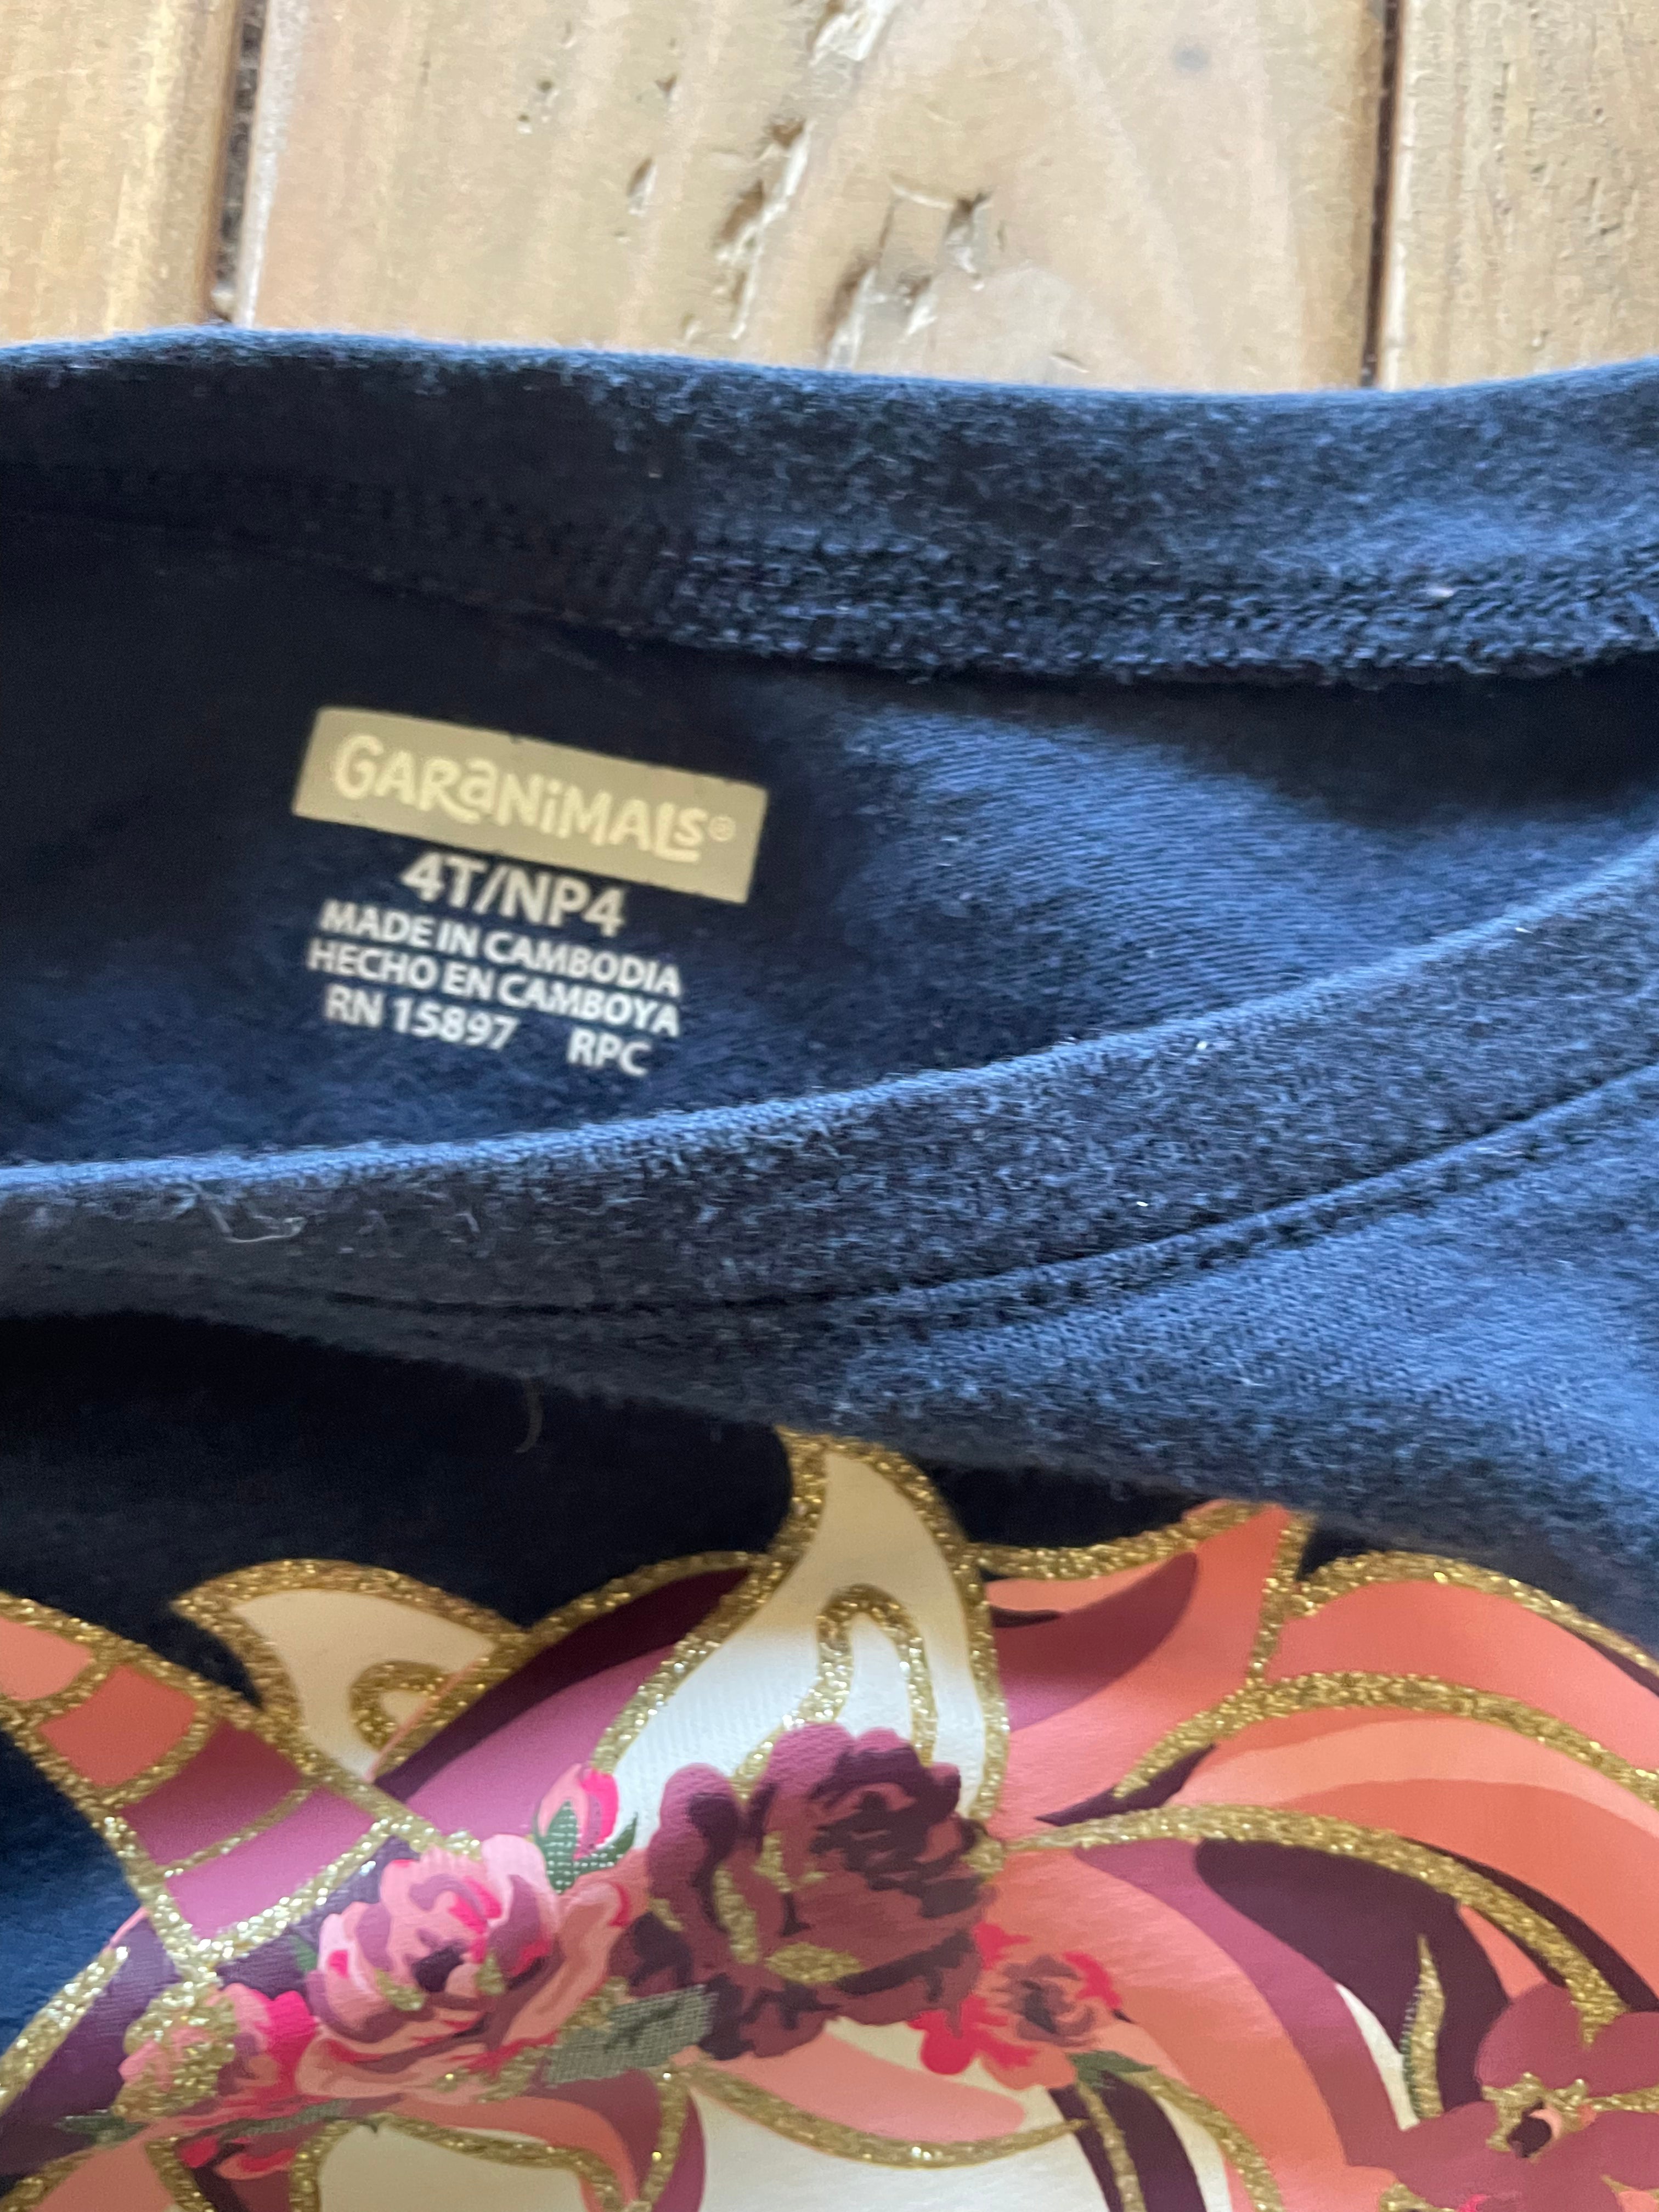 GARaNiMALS®
4T/NP4
MADE IN CAMBODIA
HECHO EN CAMBOYA
RN 15897 RPC